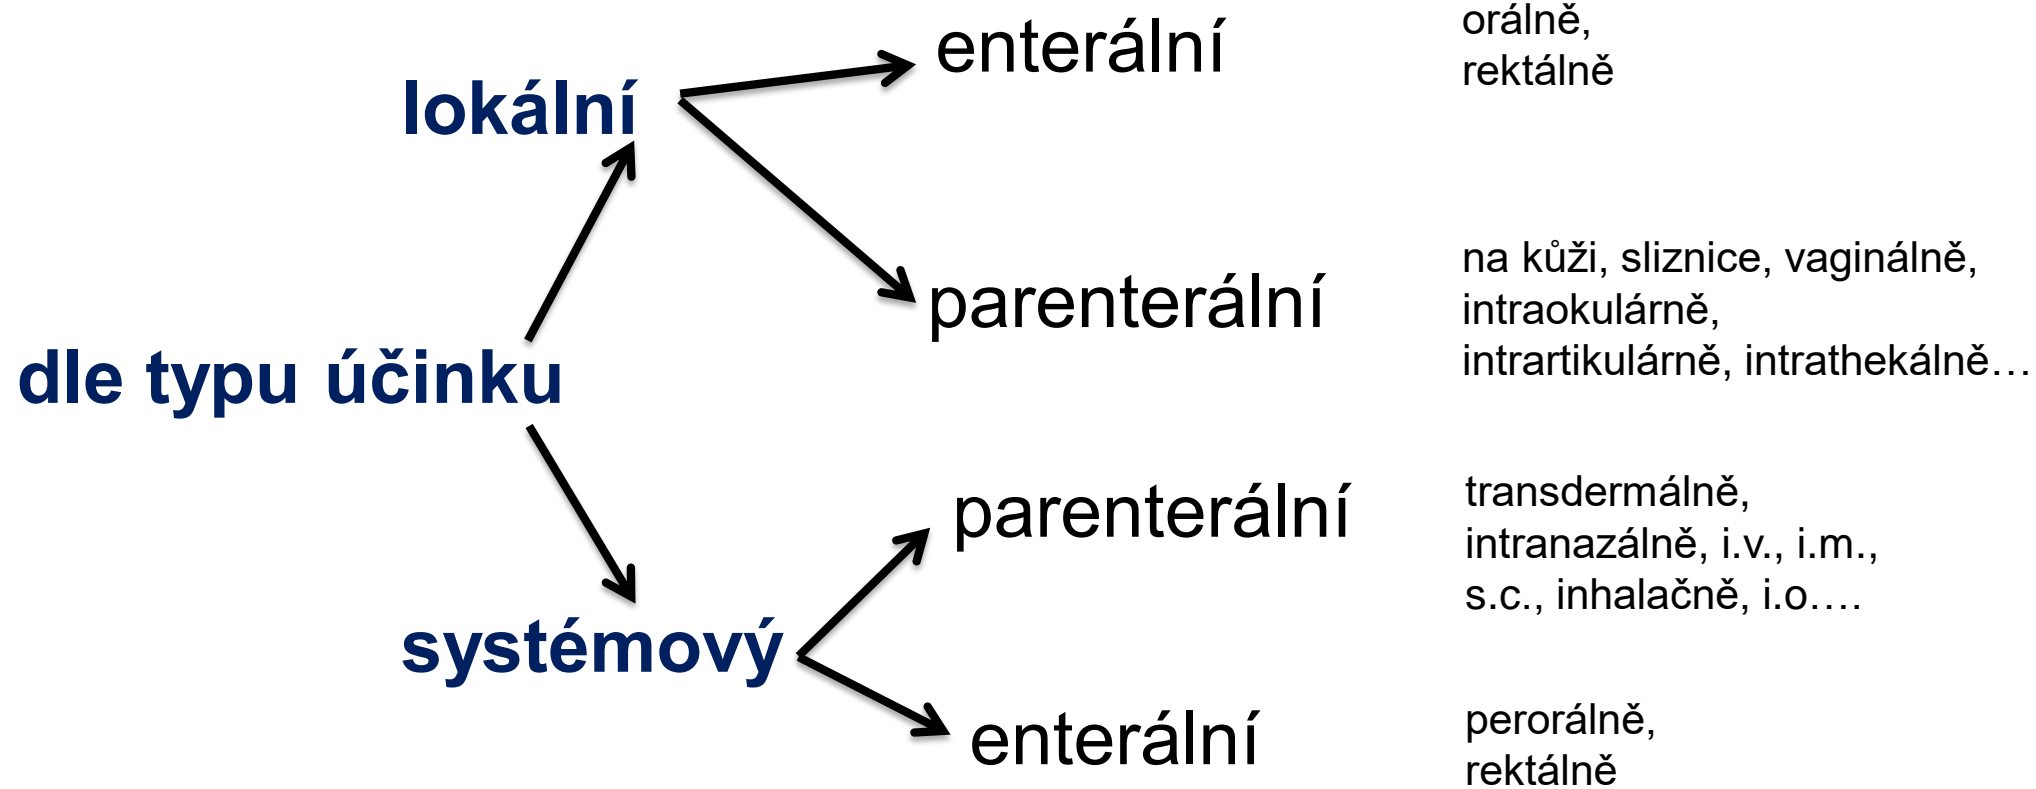 dle typu účinku
lokální
enterální
orálně,
rektálně
parenterální
na kůži, sliznice, vaginálně,
intraokulárně,
intrartikulárně, intrathekálně…
systémový
parenterální
transdermálně,
intranazálně, i.v., i.m.,
s.c., inhalačně, i.o….
enterální
perorálně,
rektálně